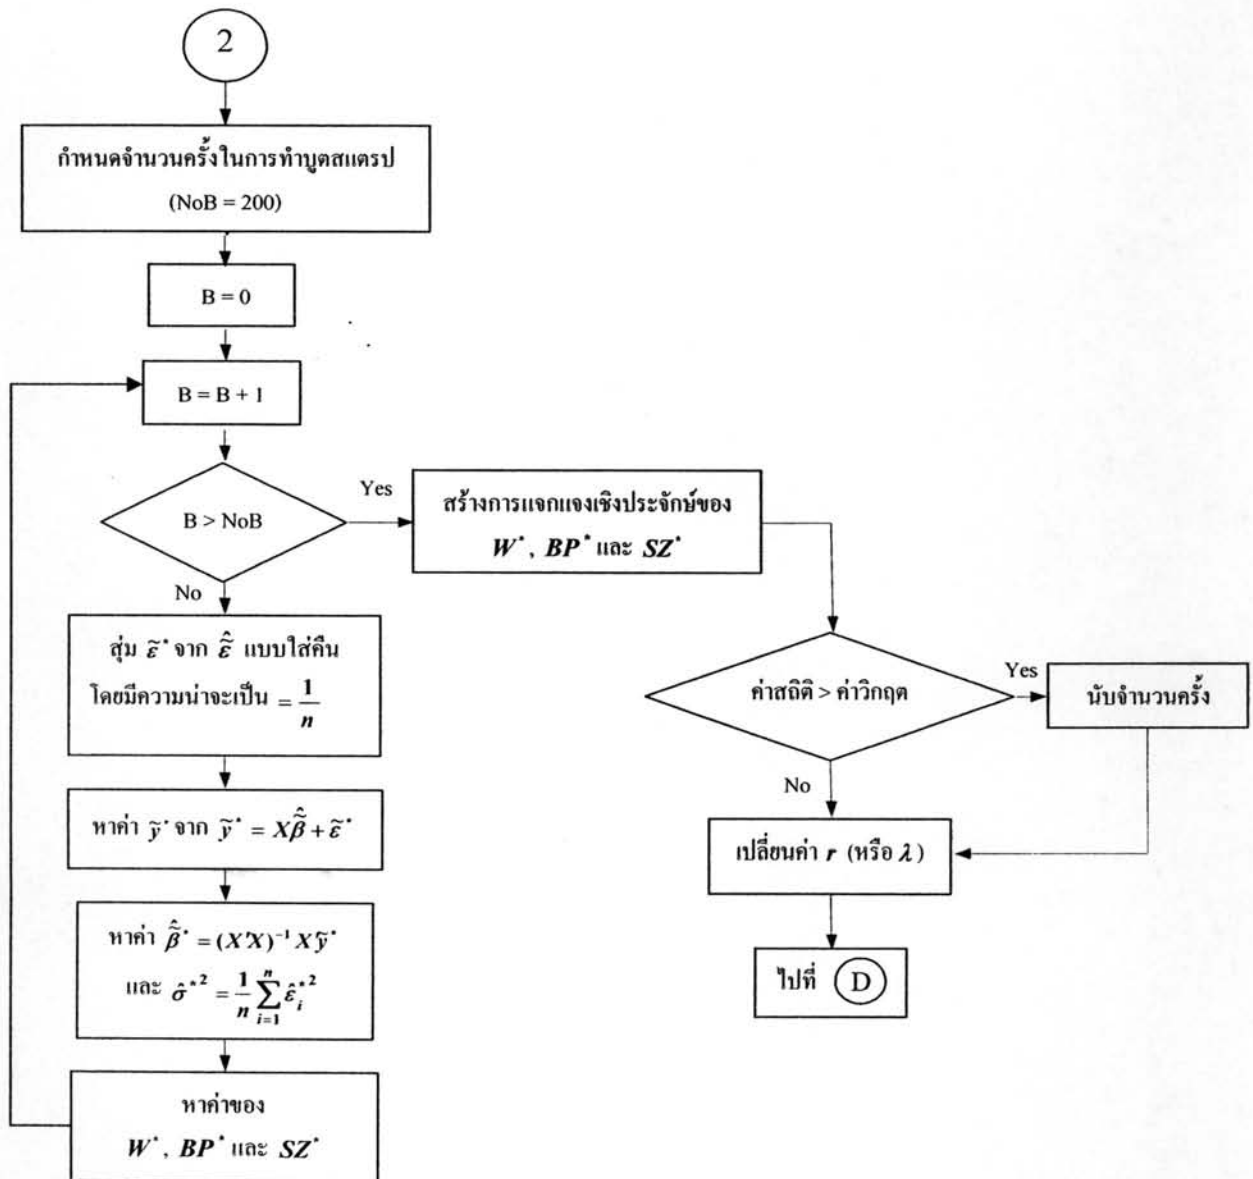 2
กำหนดจำนวนครั้งในการทำบูตสแตรป
(NoB = 200)
B = 0
B = B + 1
B > NoB
Yes
สร้างการแจกแจงเชิงประจักษ์ของ
W*, BP* และ SZ*
No
สุ่ม ε̃* จาก ε̃̂ แบบใส่คืน
โดยมีความน่าจะเป็น = 1/n
ค่าสถิติ > ค่าวิกฤต
Yes
นับจำนวนครั้ง
No
หาค่า ỹ* จาก ỹ* = Xβ̃̂ + ε̃*
เปลี่ยนค่า r (หรือ λ)
หาค่า β̃̂* = (X'X)⁻¹ X'ỹ*
และ σ̂*² = 1/n ∑ᵢ₌₁ⁿ ε̂ᵢ*²
ไปที่ D
หาค่าของ
W*, BP* และ SZ*